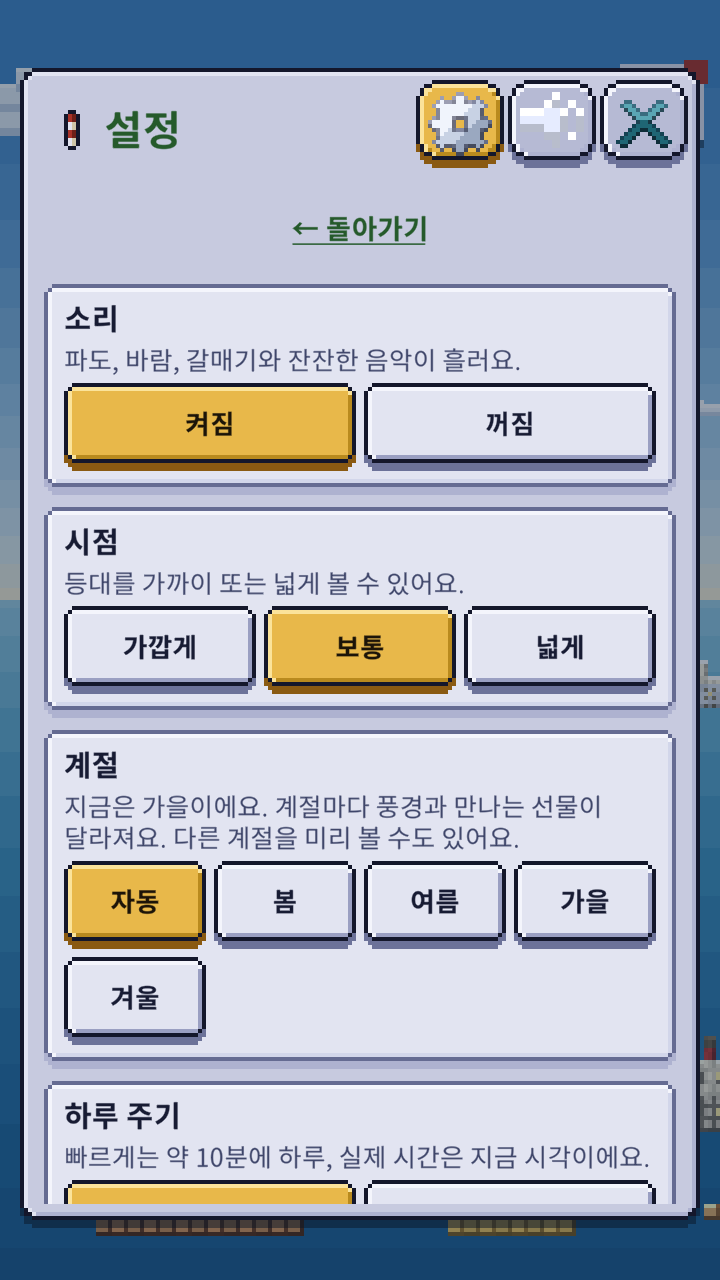 설정
← 돌아가기
소리
파도, 바람, 갈매기와 잔잔한 음악이 흘러요.
켜짐
꺼짐
시점
등대를 가까이 또는 넓게 볼 수 있어요.
가깝게
보통
넓게
계절
지금은 가을이에요. 계절마다 풍경과 만나는 선물이
달라져요. 다른 계절을 미리 볼 수도 있어요.
자동
봄
여름
가을
겨울
하루 주기
빠르게는 약 10분에 하루, 실제 시간은 지금 시각이에요.